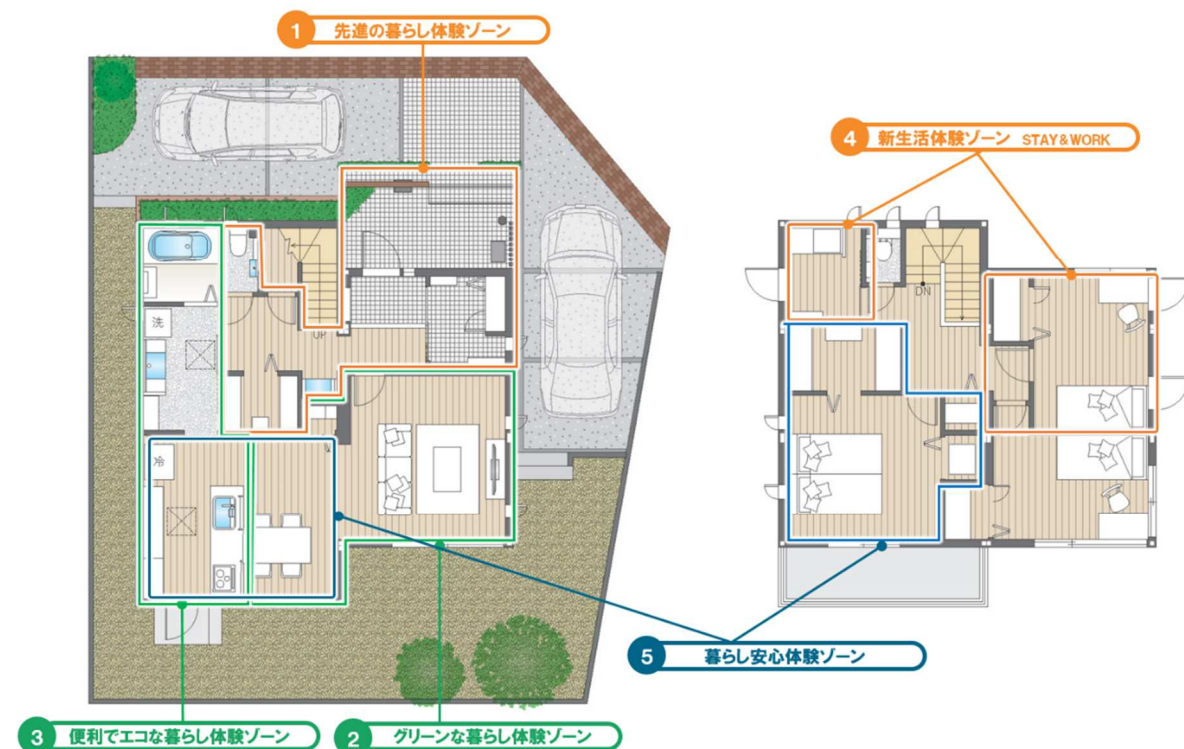 1 先進の暮らし体験ゾーン
4 新生活体験ゾーン STAY&WORK
洗
UP
DN
冷
5 暮らし安心体験ゾーン
3 便利でエコな暮らし体験ゾーン
2 グリーンな暮らし体験ゾーン